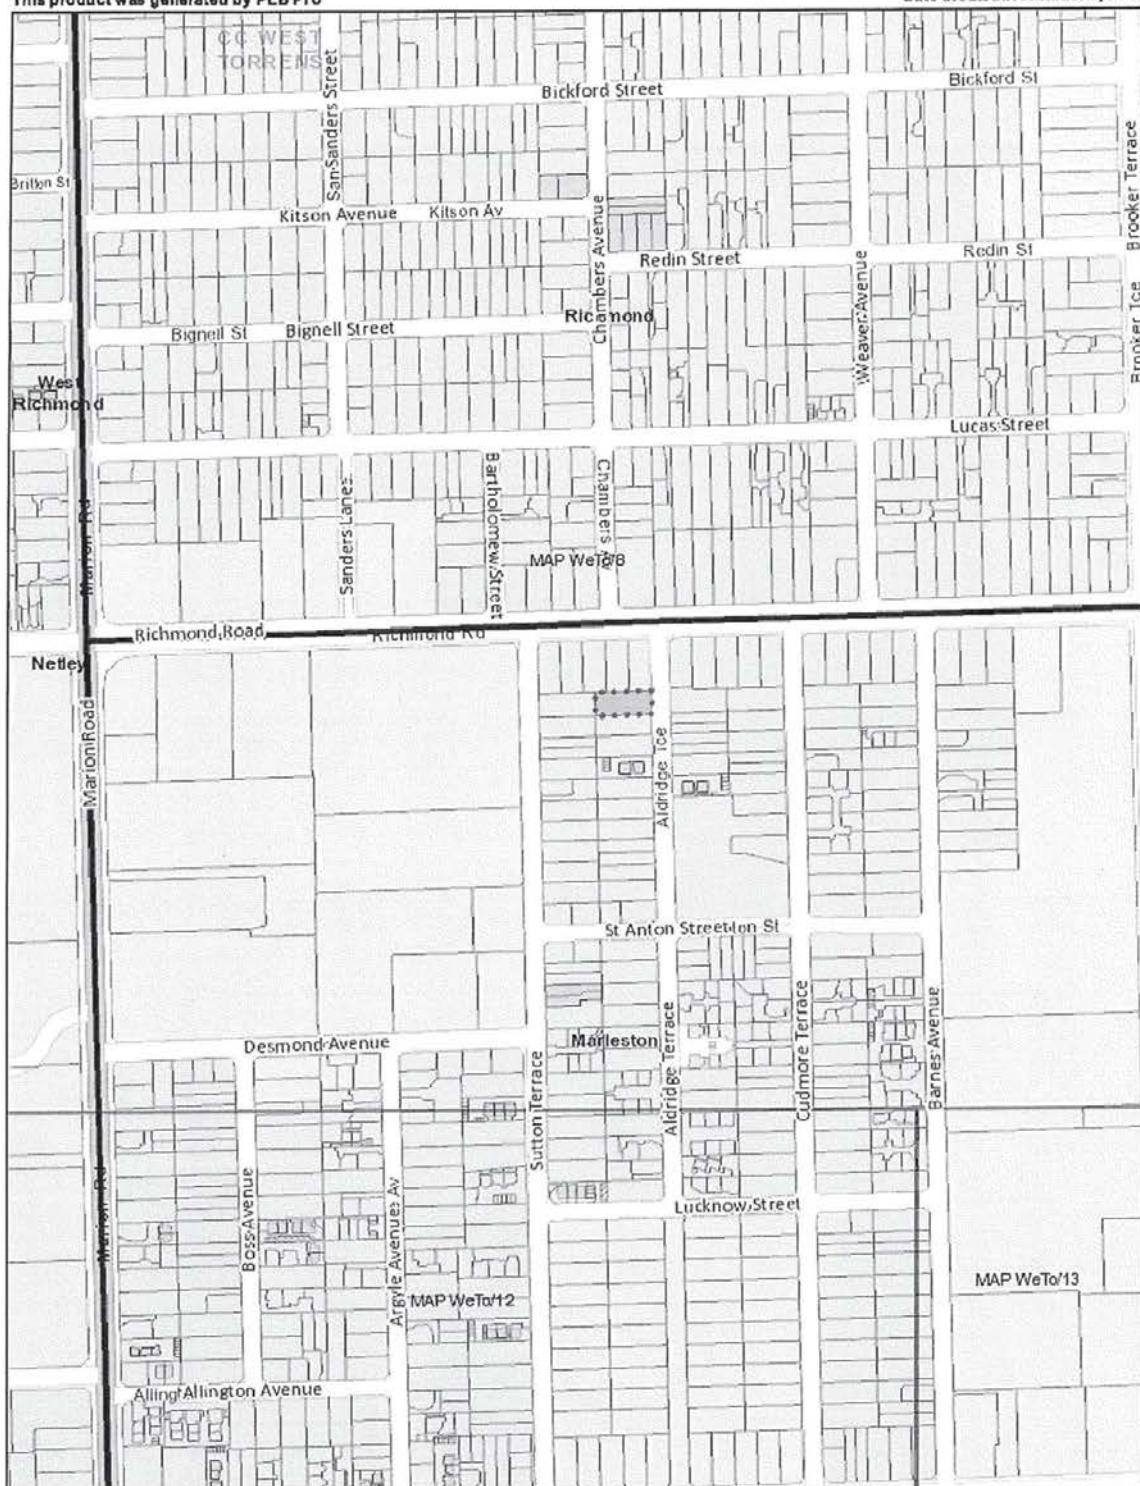 This product was generated by PLB Pro
CC WEST
TORRENS
Bickford Street
Bickford St
San Sanders Street
Brooker Terrace
Kitson Avenue
Kitson Av
Chambers Avenue
Redin Street
Redin St
Weaver Avenue
Brooker Tce
Richmond
Bignell St
Bignell Street
West
Richmond
Lucas Street
Marion Rd
Sanders Lane
Bartholomew Street
Chambers Av
MAP WeTo/8
Richmond Road
Richmond Rd
Netley
Marion Road
Aldridge Tce
St Anton Street
ton St
Desmond Avenue
Marleston
Sutton Terrace
Aldridge Terrace
Cudmore Terrace
Barnes Avenue
Marion Rd
Boss Avenue
Argyle Avenue
Av
Lucknow Street
MAP WeTo/12
MAP WeTo/13
Alling
Allington Avenue